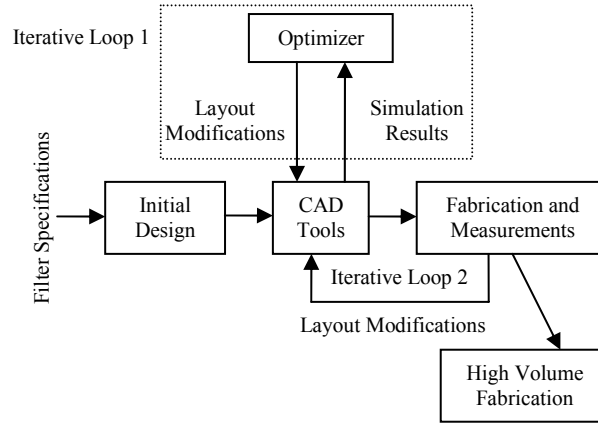 Iterative Loop 1
Optimizer
Layout
Modifications
Simulation
Results
Filter Specifications
Initial
Design
CAD
Tools
Fabrication and
Measurements
Iterative Loop 2
Layout Modifications
High Volume
Fabrication